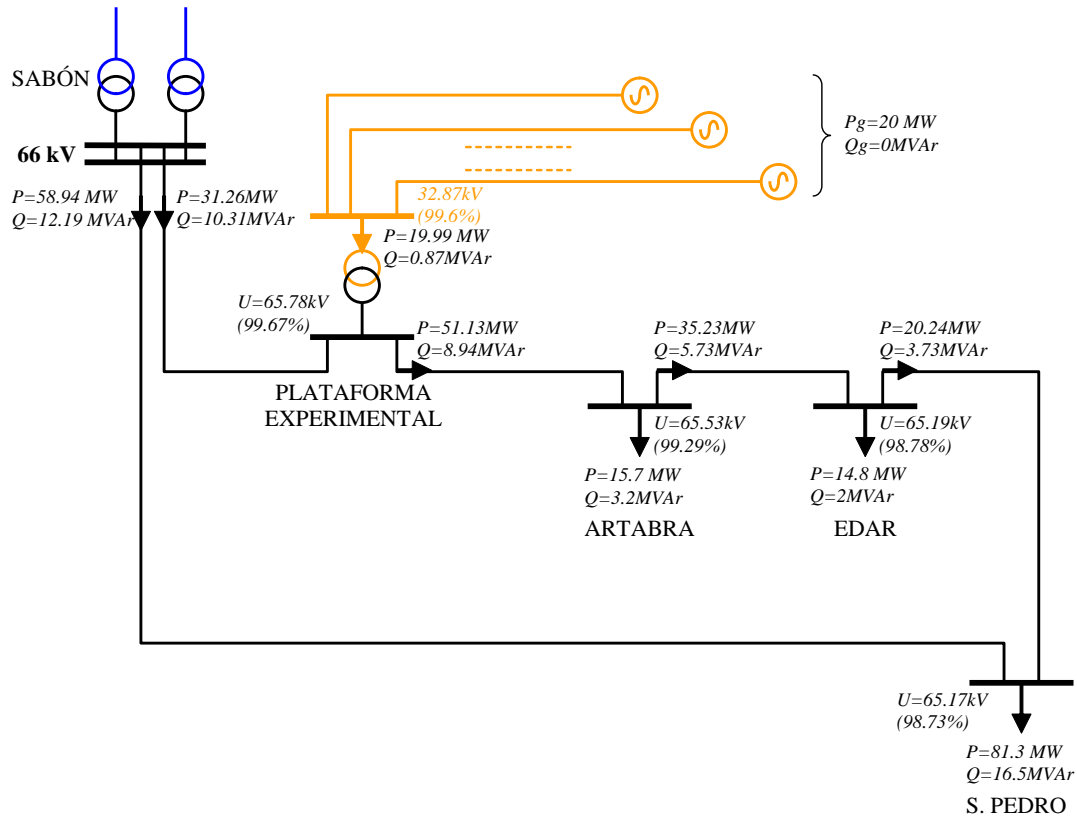 SABÓN
66 kV
P=58.94 MW
Q=12.19 MVAr
P=31.26MW
Q=10.31MVAr
Pg=20 MW
Qg=0MVAr
32.87kV
(99.6%)
P=19.99 MW
Q=0.87MVAr
U=65.78kV
(99.67%)
PLATAFORMA
EXPERIMENTAL
P=51.13MW
Q=8.94MVAr
P=35.23MW
Q=5.73MVAr
P=20.24MW
Q=3.73MVAr
U=65.53kV
(99.29%)
P=15.7 MW
Q=3.2MVAr
ARTABRA
U=65.19kV
(98.78%)
P=14.8 MW
Q=2MVAr
EDAR
U=65.17kV
(98.73%)
P=81.3 MW
Q=16.5MVAr
S. PEDRO